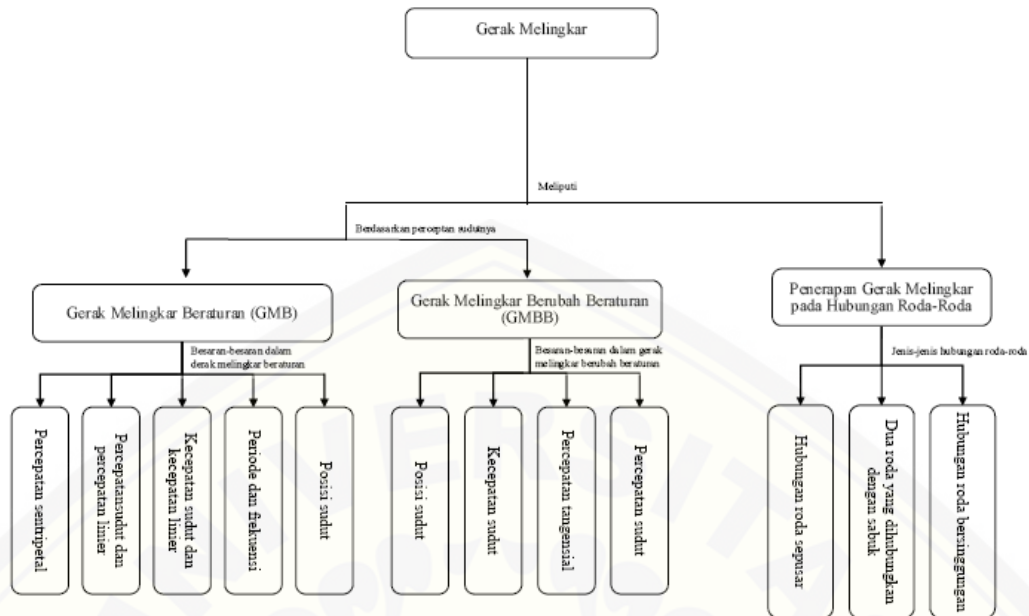 Gerak Melingkar
Meliputi
Berdasarkan perceptan sudutnya
Gerak Melingkar Beraturan (GMB)
Gerak Melingkar Berubah Beraturan
(GMBB)
Penerapan Gerak Melingkar
pada Hubungan Roda-Roda
Besaran-besaran dalam
derak melingkar beraturan
Besaran-besaran dalam gerak
melingkar berubah beraturan
Jenis-jenis hubungan roda-roda
Percepatan sentripetal
Percepatansudut dan
percepatan linier
Kecepatan sudut dan
kecepatan linier
Periode dan frekuensi
Posisi sudut
Posisi sudut
Kecepatan sudut
Percepatan tangensial
Percepatan sudut
Hubungan roda sepusar
Dua roda yang dihubungkan
dengan sabuk
Hubungan roda bersinggungan